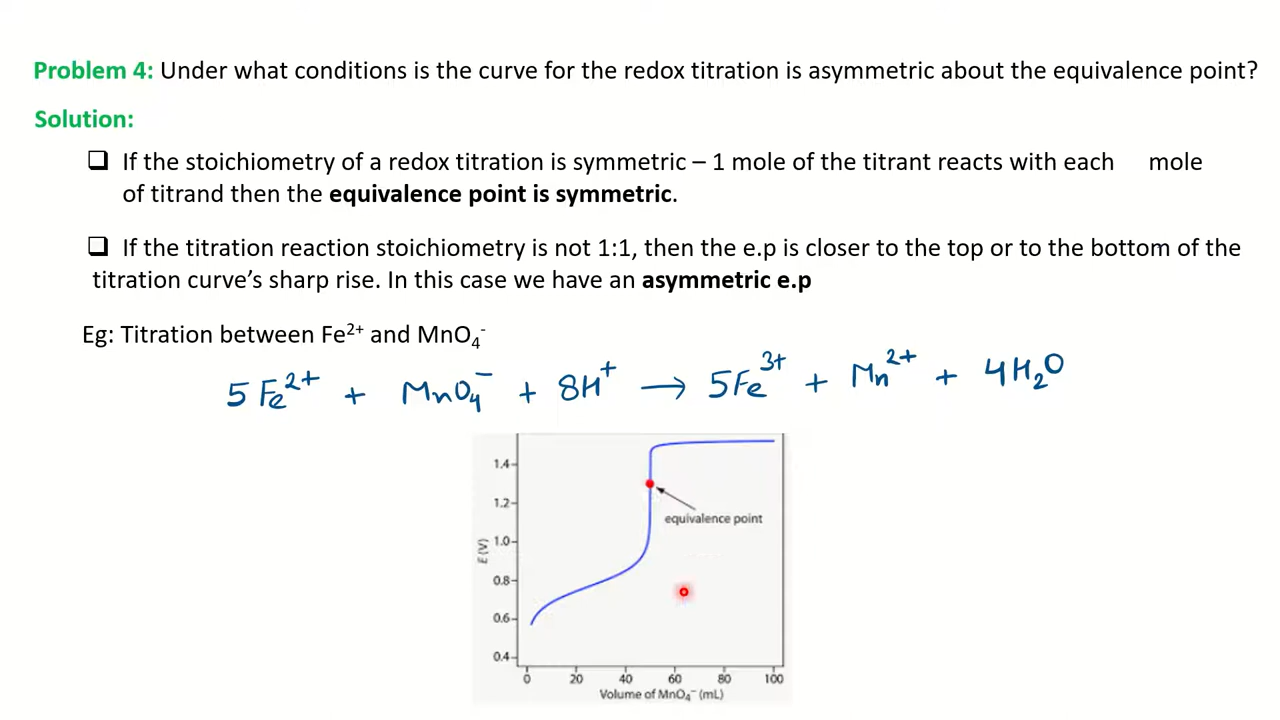 Problem 4: Under what conditions is the curve for the redox titration is asymmetric about the equivalence point?
Solution:
❑ If the stoichiometry of a redox titration is symmetric – 1 mole of the titrant reacts with each mole
of titrand then the equivalence point is symmetric.
❑ If the titration reaction stoichiometry is not 1:1, then the e.p is closer to the top or to the bottom of the
titration curve's sharp rise. In this case we have an asymmetric e.p
Eg: Titration between Fe²⁺ and MnO₄⁻
5Fe²⁺ + MnO₄⁻ + 8H⁺ → 5Fe³⁺ + Mn²⁺ + 4H₂O
1.4
1.2
equivalence point
1.0
E (V)
0.8
0.6
0.4
0 20 40 60 80 100
Volume of MnO₄⁻ (mL)